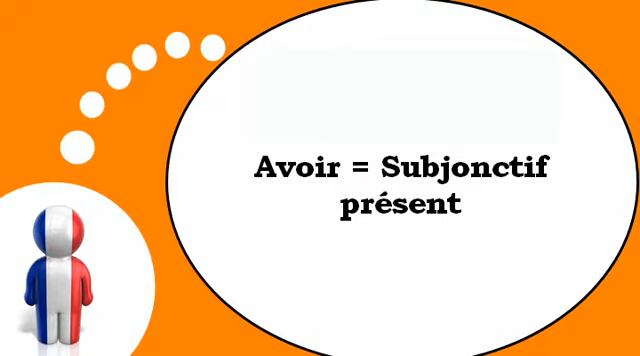 Avoir = Subjonctif
présent